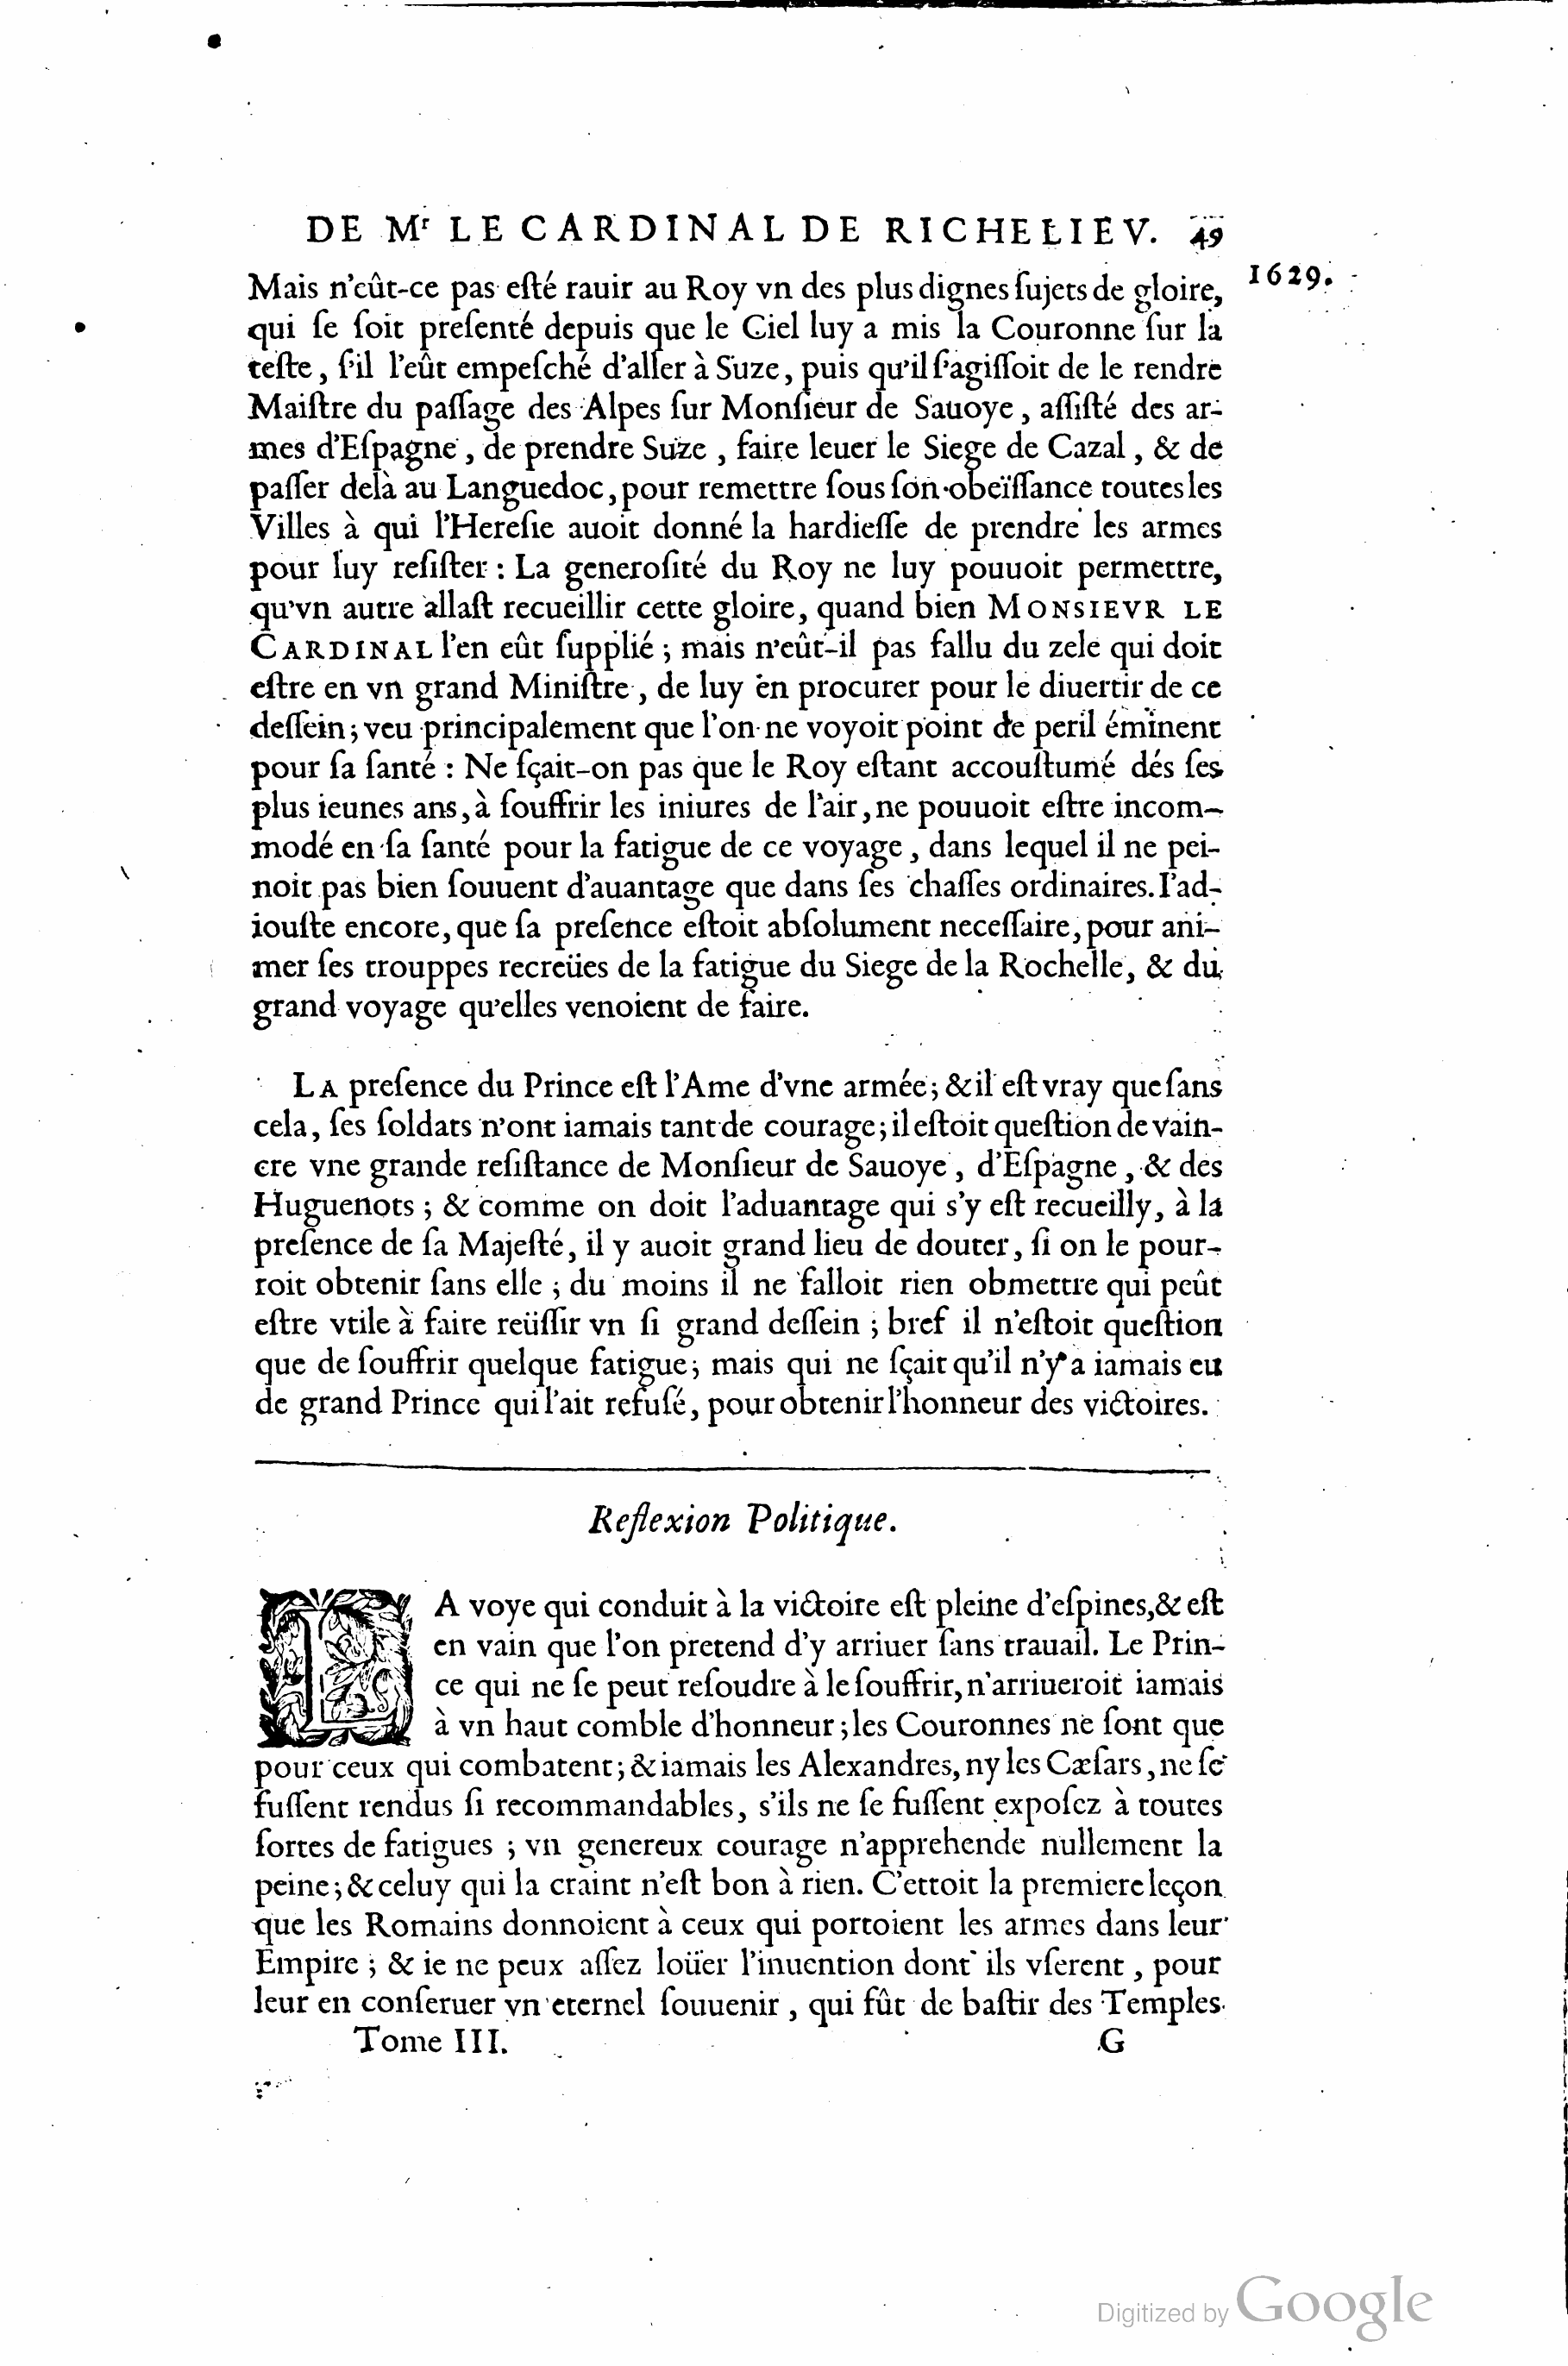 DE Mr LE CARDINAL DE RICHELIEV. 49
1629.
Mais n'eût-ce pas eſté rauir au Roy vn des plus dignes ſujets de gloire,
qui ſe ſoit preſenté depuis que le Ciel luy a mis la Couronne ſur la
teſte, ſ'il l'eût empeſché d'aller à Suze, puis qu'il ſ'agiſſoit de le rendre
Maiſtre du paſſage des Alpes ſur Monſieur de Sauoye, aſſiſté des ar-
mes d'Eſpagne, de prendre Suze, faire leuer le Siege de Cazal, & de
paſſer delà au Languedoc, pour remettre ſous ſon obeïſſance toutes les
Villes à qui l'Hereſie auoit donné la hardieſſe de prendre les armes
pour luy reſiſter : La generoſité du Roy ne luy pouuoit permettre,
qu'vn autre allaſt recueillir cette gloire, quand bien MONSIEVR LE
CARDINAL l'en eût ſupplié ; mais n'eût-il pas fallu du zele qui doit
eſtre en vn grand Miniſtre, de luy en procurer pour le diuertir de ce
deſſein ; veu principalement que l'on ne voyoit point de peril éminent
pour ſa ſanté : Ne ſçait-on pas que le Roy eſtant accouſtumé dés ſes
plus ieunes ans, à ſouffrir les iniures de l'air, ne pouuoit eſtre incom-
modé en ſa ſanté pour la fatigue de ce voyage, dans lequel il ne pei-
noit pas bien ſouuent d'auantage que dans ſes chaſſes ordinaires. I'ad-
iouſte encore, que ſa preſence eſtoit abſolument neceſſaire, pour ani-
mer ſes trouppes recreües de la fatigue du Siege de la Rochelle, & du
grand voyage qu'elles venoient de faire.
LA preſence du Prince eſt l'Ame d'vne armée ; & il eſt vray que ſans
cela, ſes ſoldats n'ont iamais tant de courage ; il eſtoit queſtion de vain-
cre vne grande reſiſtance de Monſieur de Sauoye, d'Eſpagne, & des
Huguenots ; & comme on doit l'aduantage qui s'y eſt recueilly, à la
preſence de ſa Majeſté, il y auoit grand lieu de douter, ſi on le pour-
roit obtenir ſans elle ; du moins il ne falloit rien obmettre qui peût
eſtre vtile à faire reüſſir vn ſi grand deſſein ; bref il n'eſtoit queſtion
que de ſouffrir quelque fatigue ; mais qui ne ſçait qu'il n'y a iamais eu
de grand Prince qui l'ait refuſé, pour obtenir l'honneur des victoires.
Reflexion Politique.
LA voye qui conduit à la victoire eſt pleine d'eſpines, & eſt
en vain que l'on pretend d'y arriuer ſans trauail. Le Prin-
ce qui ne ſe peut reſoudre à le ſouffrir, n'arriueroit iamais
à vn haut comble d'honneur ; les Couronnes ne ſont que
pour ceux qui combatent ; & iamais les Alexandres, ny les Cæſars, ne ſe
fuſſent rendus ſi recommandables, s'ils ne ſe fuſſent expoſez à toutes
ſortes de fatigues ; vn genereux courage n'apprehende nullement la
peine ; & celuy qui la craint n'eſt bon à rien. C'ettoit la premiere leçon
que les Romains donnoient à ceux qui portoient les armes dans leur
Empire ; & ie ne peux aſſez loüer l'inuention dont ils vſerent, pour
leur en conſeruer vn eternel ſouuenir, qui fût de baſtir des Temples
Tome III. G
Digitized by Google